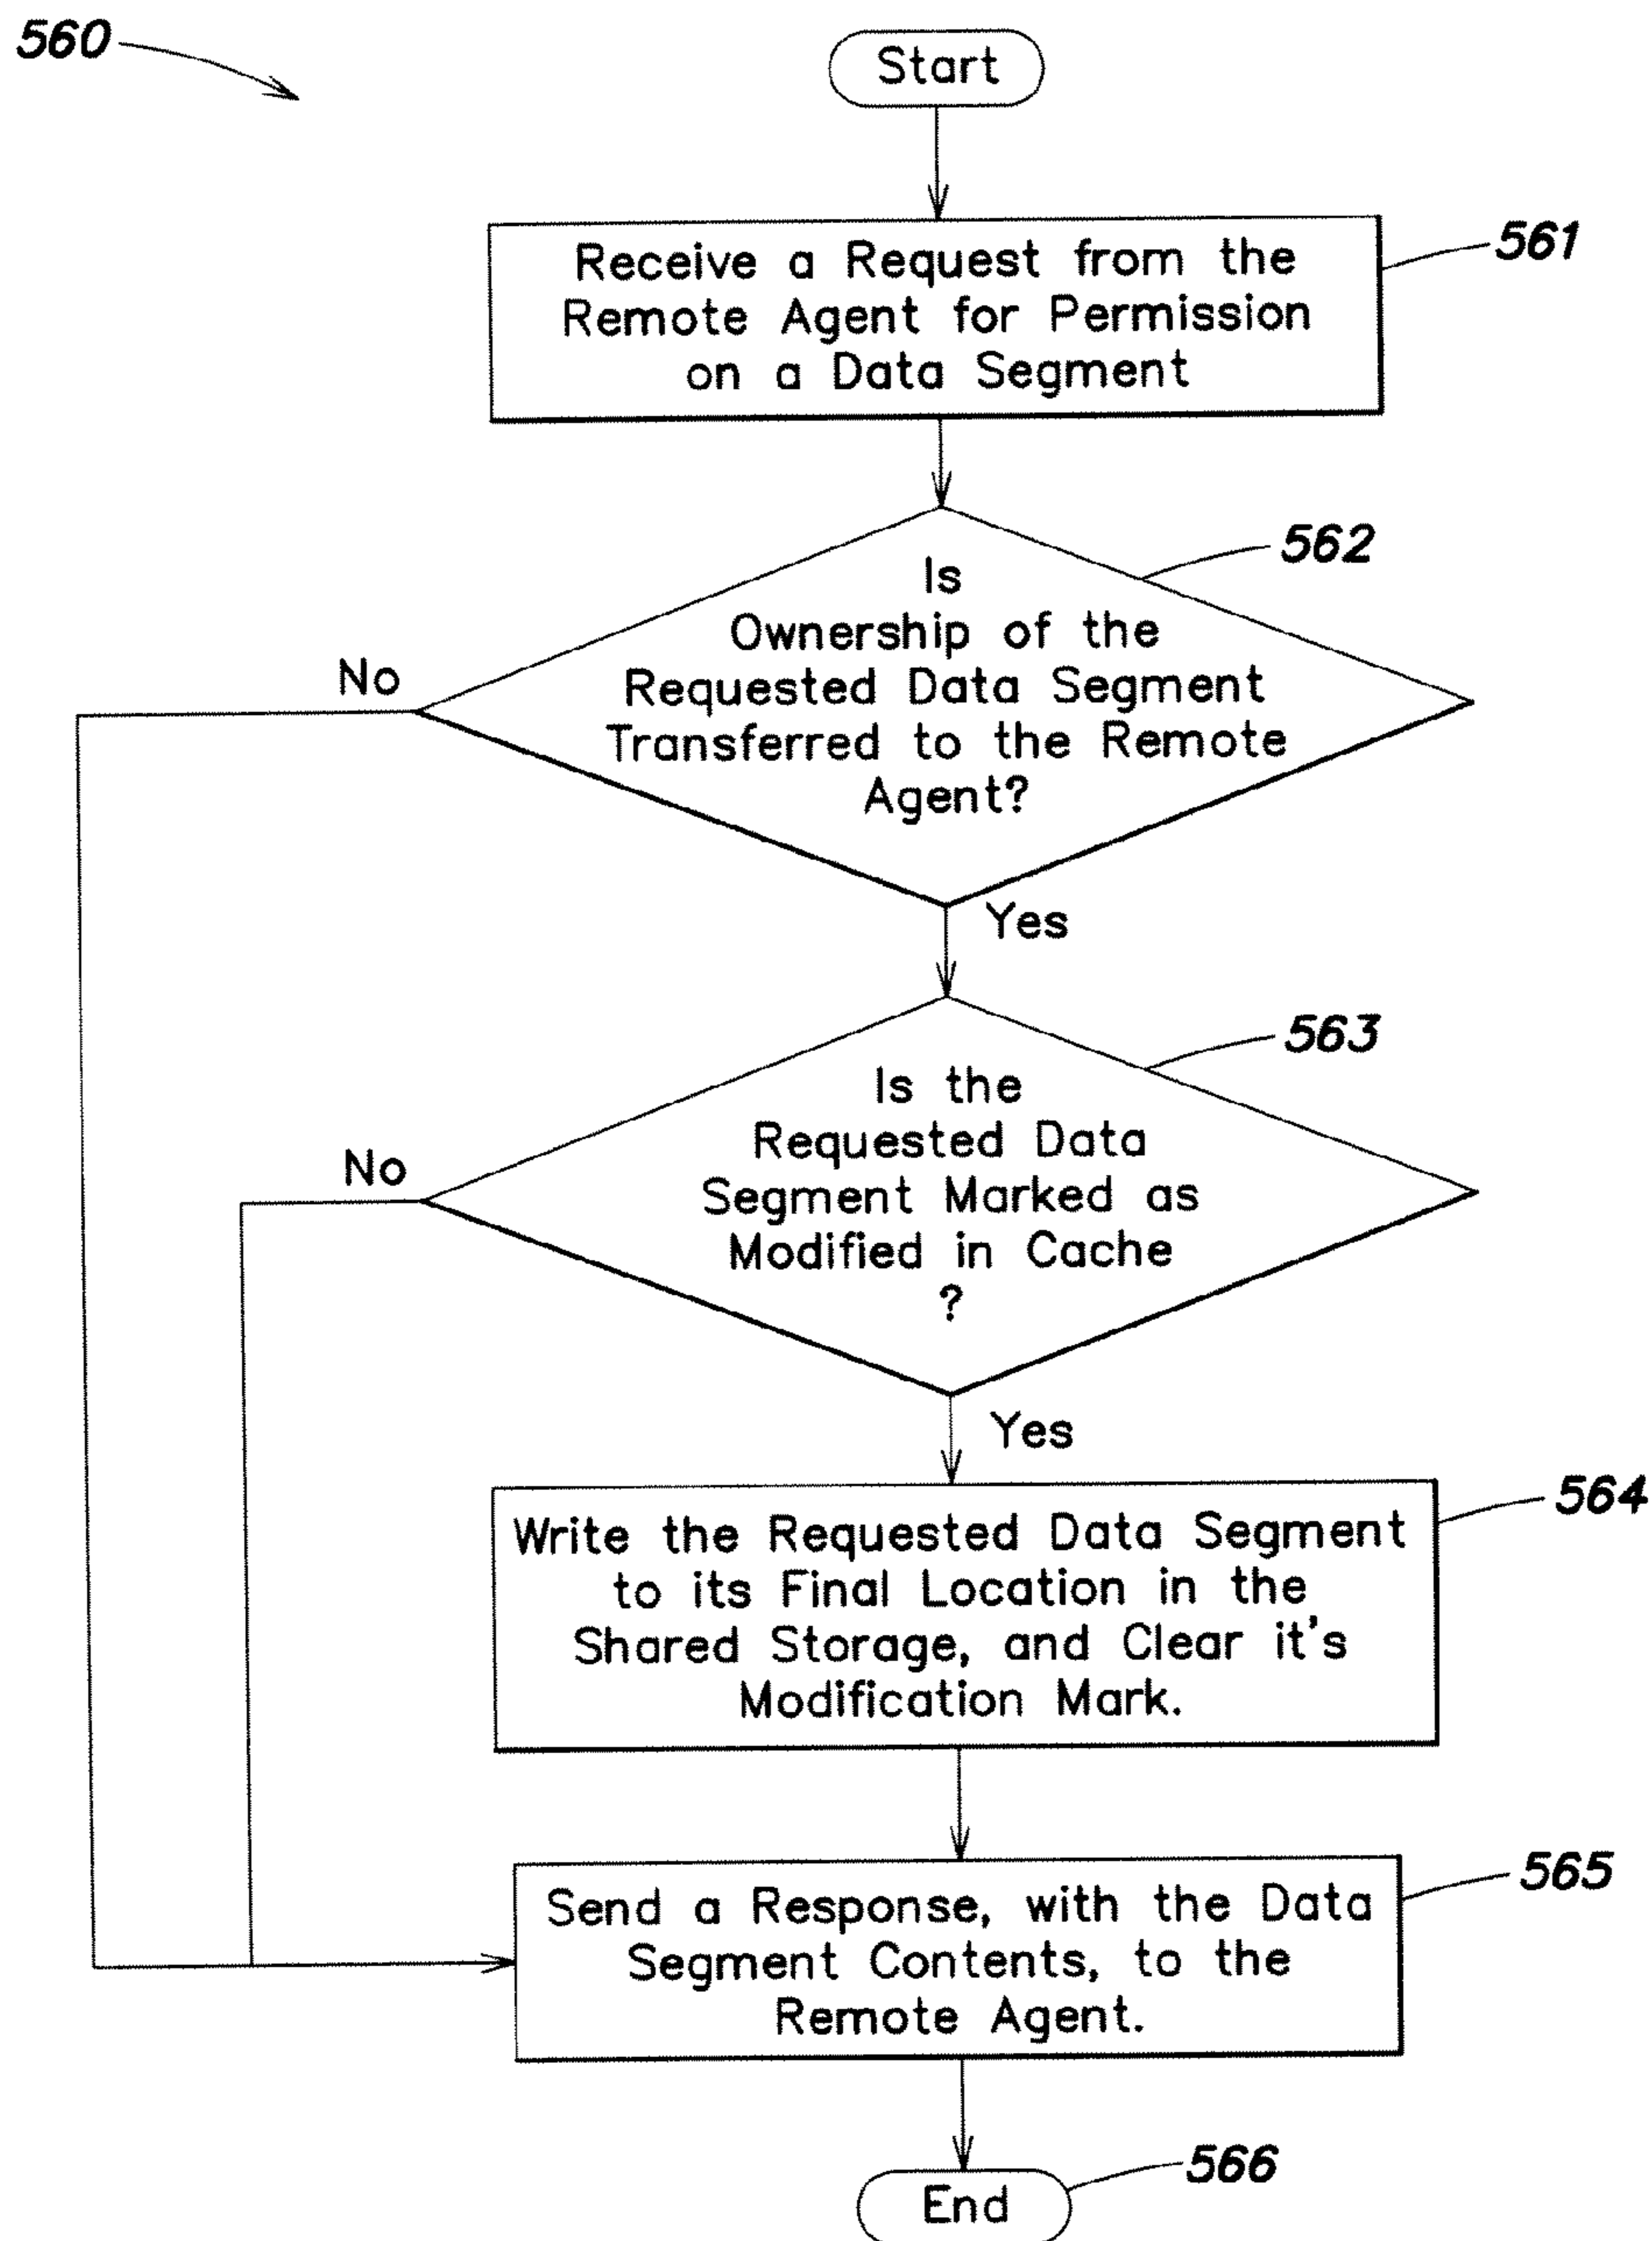 560
Start
Receive a Request from the
Remote Agent for Permission
on a Data Segment
561
Is
Ownership of the
Requested Data Segment
Transferred to the Remote
Agent?
562
No
Yes
Is the
Requested Data
Segment Marked as
Modified in Cache
?
563
No
Yes
Write the Requested Data Segment
to its Final Location in the
Shared Storage, and Clear it's
Modification Mark.
564
Send a Response, with the Data
Segment Contents, to the
Remote Agent.
565
End
566